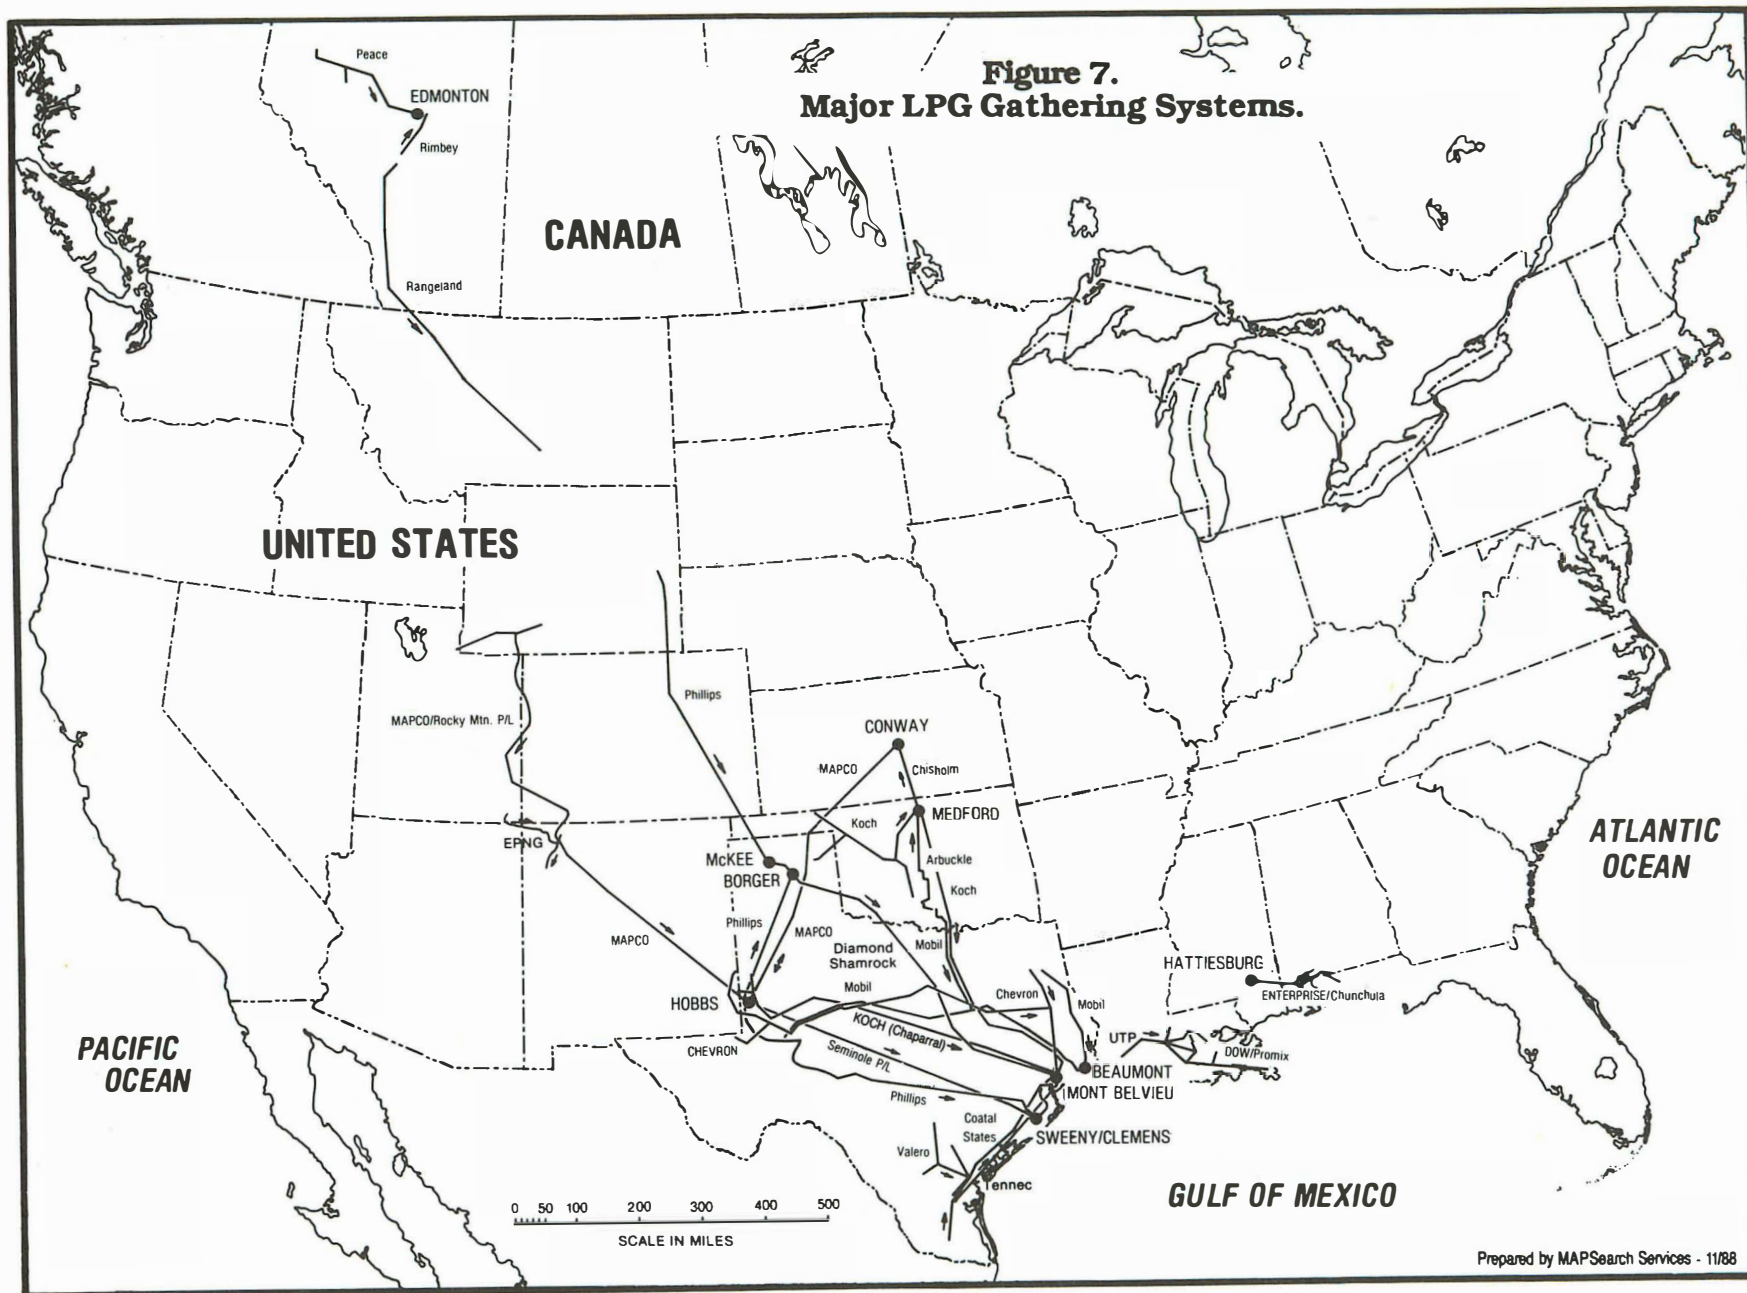 Figure 7.
Major LPG Gathering Systems.
Peace
EDMONTON
Rimbey
CANADA
Rangeland
UNITED STATES
Phillips
MAPCO/Rocky Mtn. P/L
CONWAY
MAPCO
Chisholm
MEDFORD
Koch
EPNG
McKEE
BORGER
Arbuckle
Koch
ATLANTIC
OCEAN
Phillips
MAPCO
MAPCO
Diamond
Shamrock
Mobil
HATTIESBURG
ENTERPRISE/Chunchula
HOBBS
Mobil
Chevron
Mobil
KOCH (Chaparral)
CHEVRON
Seminole P/L
UTP
DOW/Promix
PACIFIC
OCEAN
BEAUMONT
MONT BELVIEU
Phillips
Coatal
States
SWEENY/CLEMENS
Valero
Tennec
GULF OF MEXICO
0 50 100 200 300 400 500
SCALE IN MILES
Prepared by MAPSearch Services - 11/88